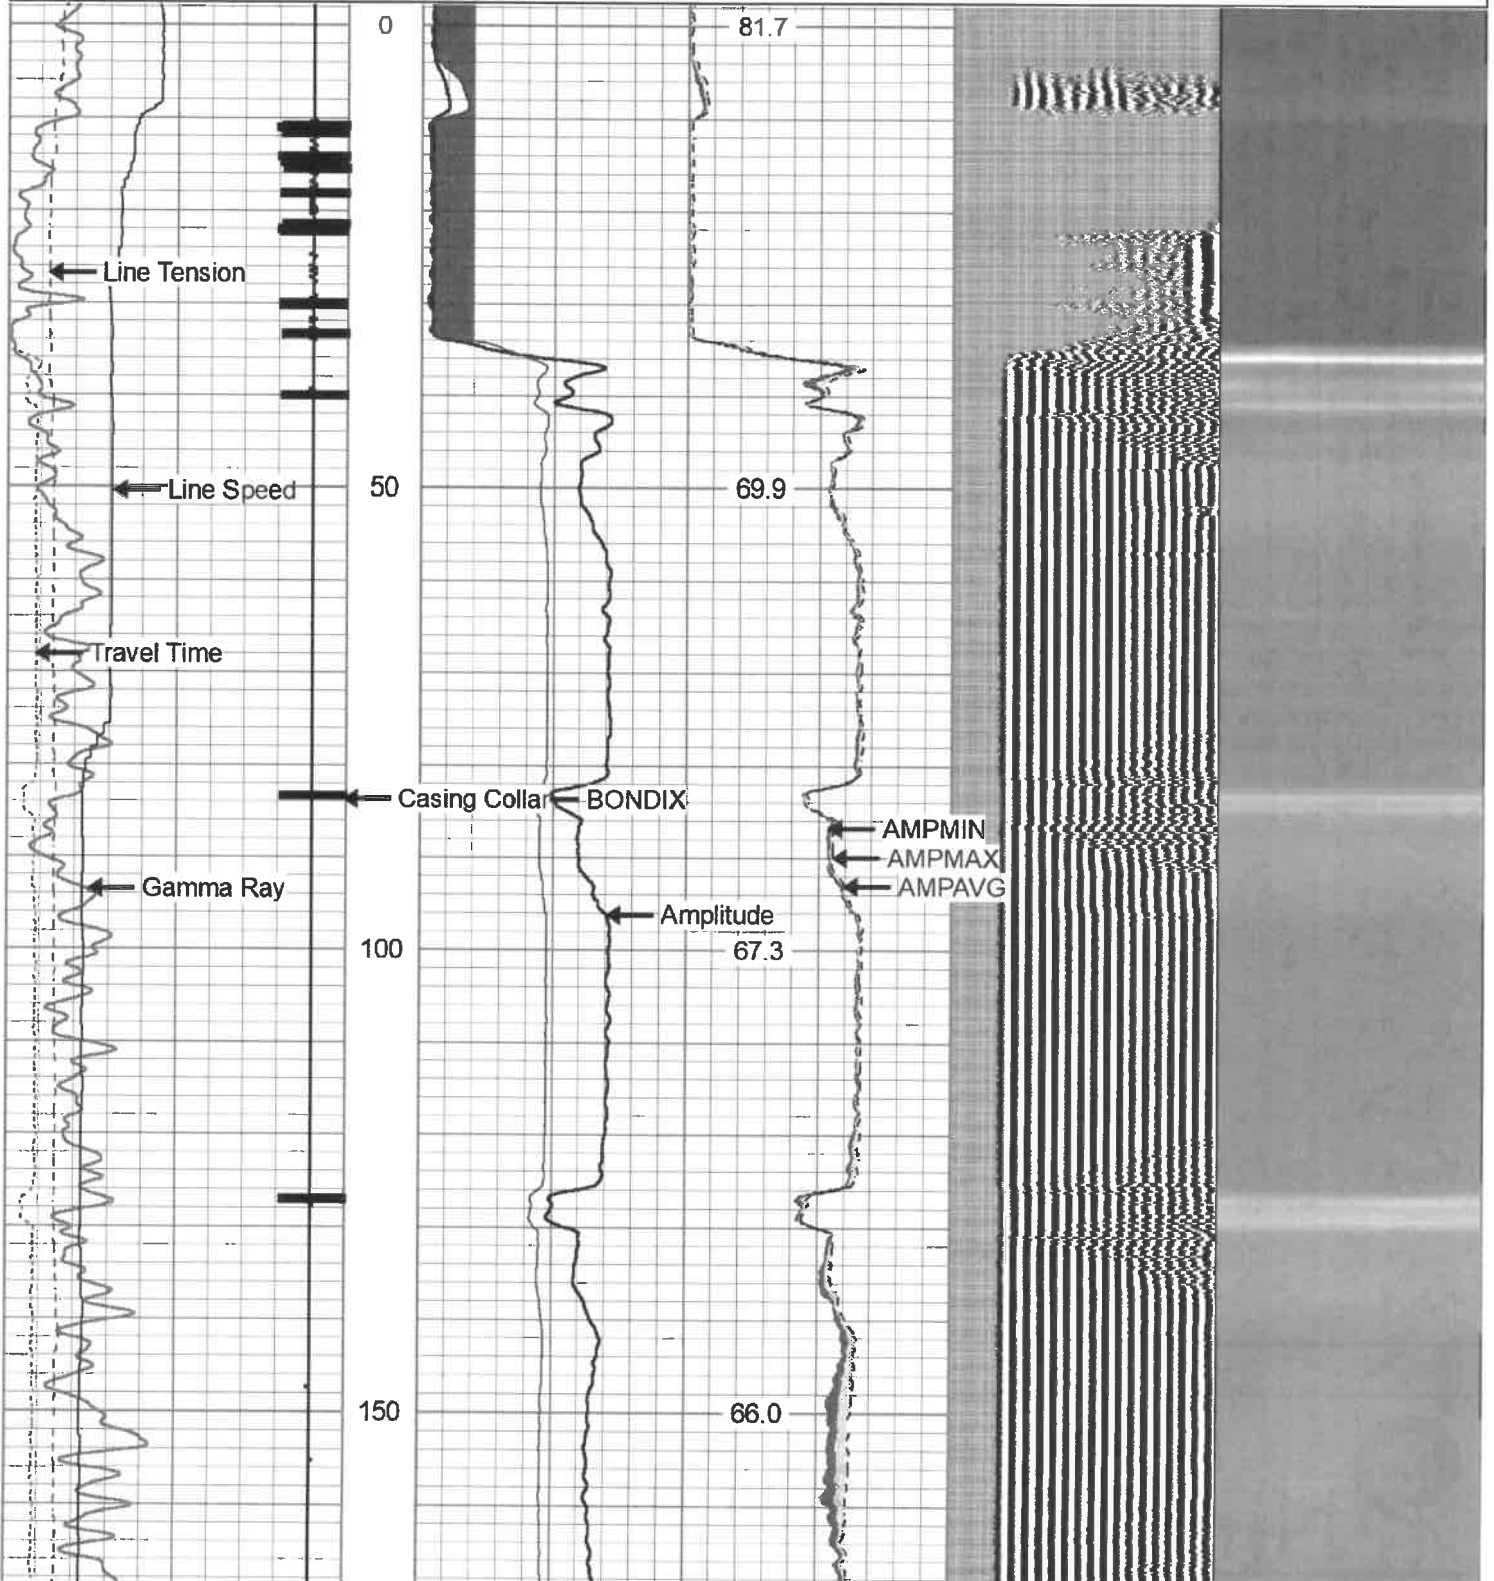 0
81.7
Line Tension
Line Speed
50
69.9
Travel Time
Casing Collar
BONDIX
AMPMIN
AMPMAX
Gamma Ray
AMPAVG
Amplitude
100
67.3
150
66.0